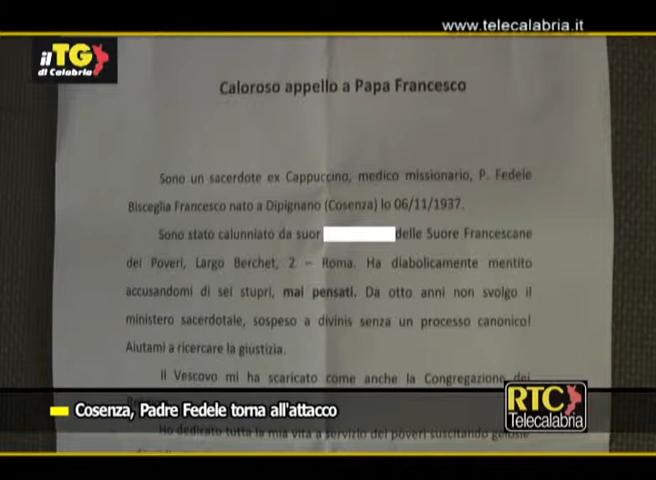 www.telecalabria.it
il TG
di Calabria
Caloroso appello a Papa Francesco
Sono un sacerdote ex Cappuccino, medico missionario, P. Fedele
Bisceglia Francesco nato a Dipignano (Cosenza) lo 06/11/1937.
Sono stato calunniato da suor delle Suore Francescane
dei Poveri, Largo Berchet, 2 – Roma. Ha diabolicamente mentito
accusandomi di sei stupri, mai pensati. Da otto anni non svolgo il
ministero sacerdotale, sospeso a divinis senza un processo canonico!
Aiutami a ricercare la giustizia.
Il Vescovo mi ha scaricato come anche la Congregazione dei
Cosenza, Padre Fedele torna all'attacco
RTC
Telecalabria
Ho dedicato tutta la mia vita a servizio dei poveri suscitando gelosie